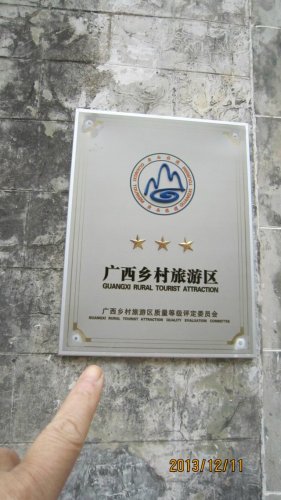 广西乡村旅游区
GUANGXI RURAL TOURIST ATTRACTION
广西乡村旅游区质量等级评定委员会
GUANGXI RURAL TOURIST ATTRACTION QUALITY EVALUATION COMMITTEE
2013/12/11